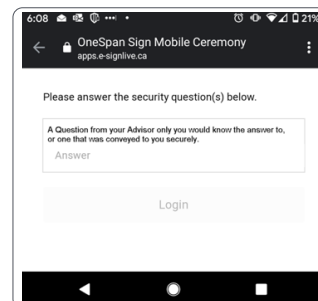 6:08
21%
OneSpan Sign Mobile Ceremony
apps.e-signlive.ca
Please answer the security question(s) below.
A Question from your Advisor only you would know the answer to,
or one that was conveyed to you securely.
Answer
Login